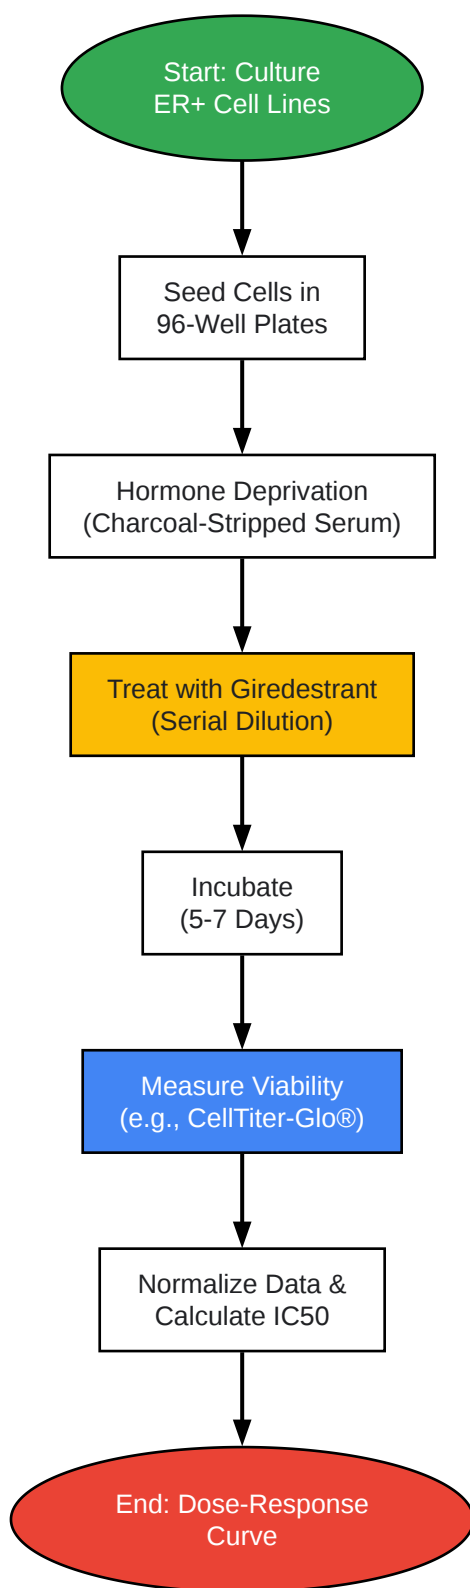 Start: Culture
ER+ Cell Lines
Seed Cells in
96-Well Plates
Hormone Deprivation
(Charcoal-Stripped Serum)
Treat with Giredestrant
(Serial Dilution)
Incubate
(5-7 Days)
Measure Viability
(e.g., CellTiter-Glo®)
Normalize Data &
Calculate IC50
End: Dose-Response
Curve